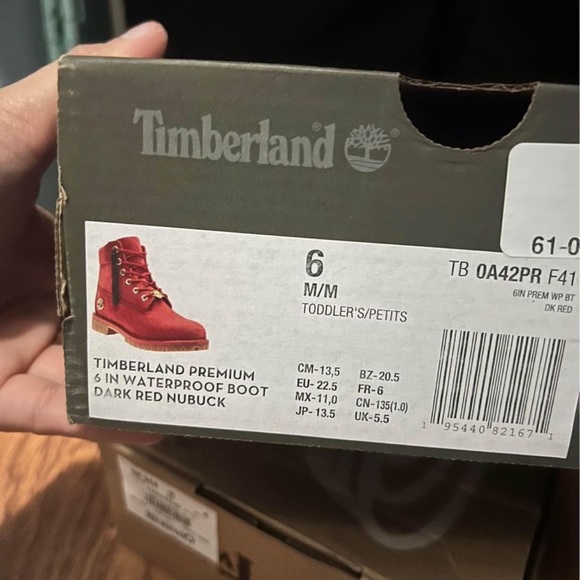 Timberland®
61-0
6
M/M
TODDLER'S/PETITS
TB 0A42PR F41
6IN PREM WP BT
DK RED
TIMBERLAND PREMIUM
6 IN WATERPROOF BOOT
DARK RED NUBUCK
CM-13,5 BZ-20.5
EU-22.5 FR-6
MX-11,0 CN-135(1.0)
JP-13.5 UK-5.5
1 95440 82167 1